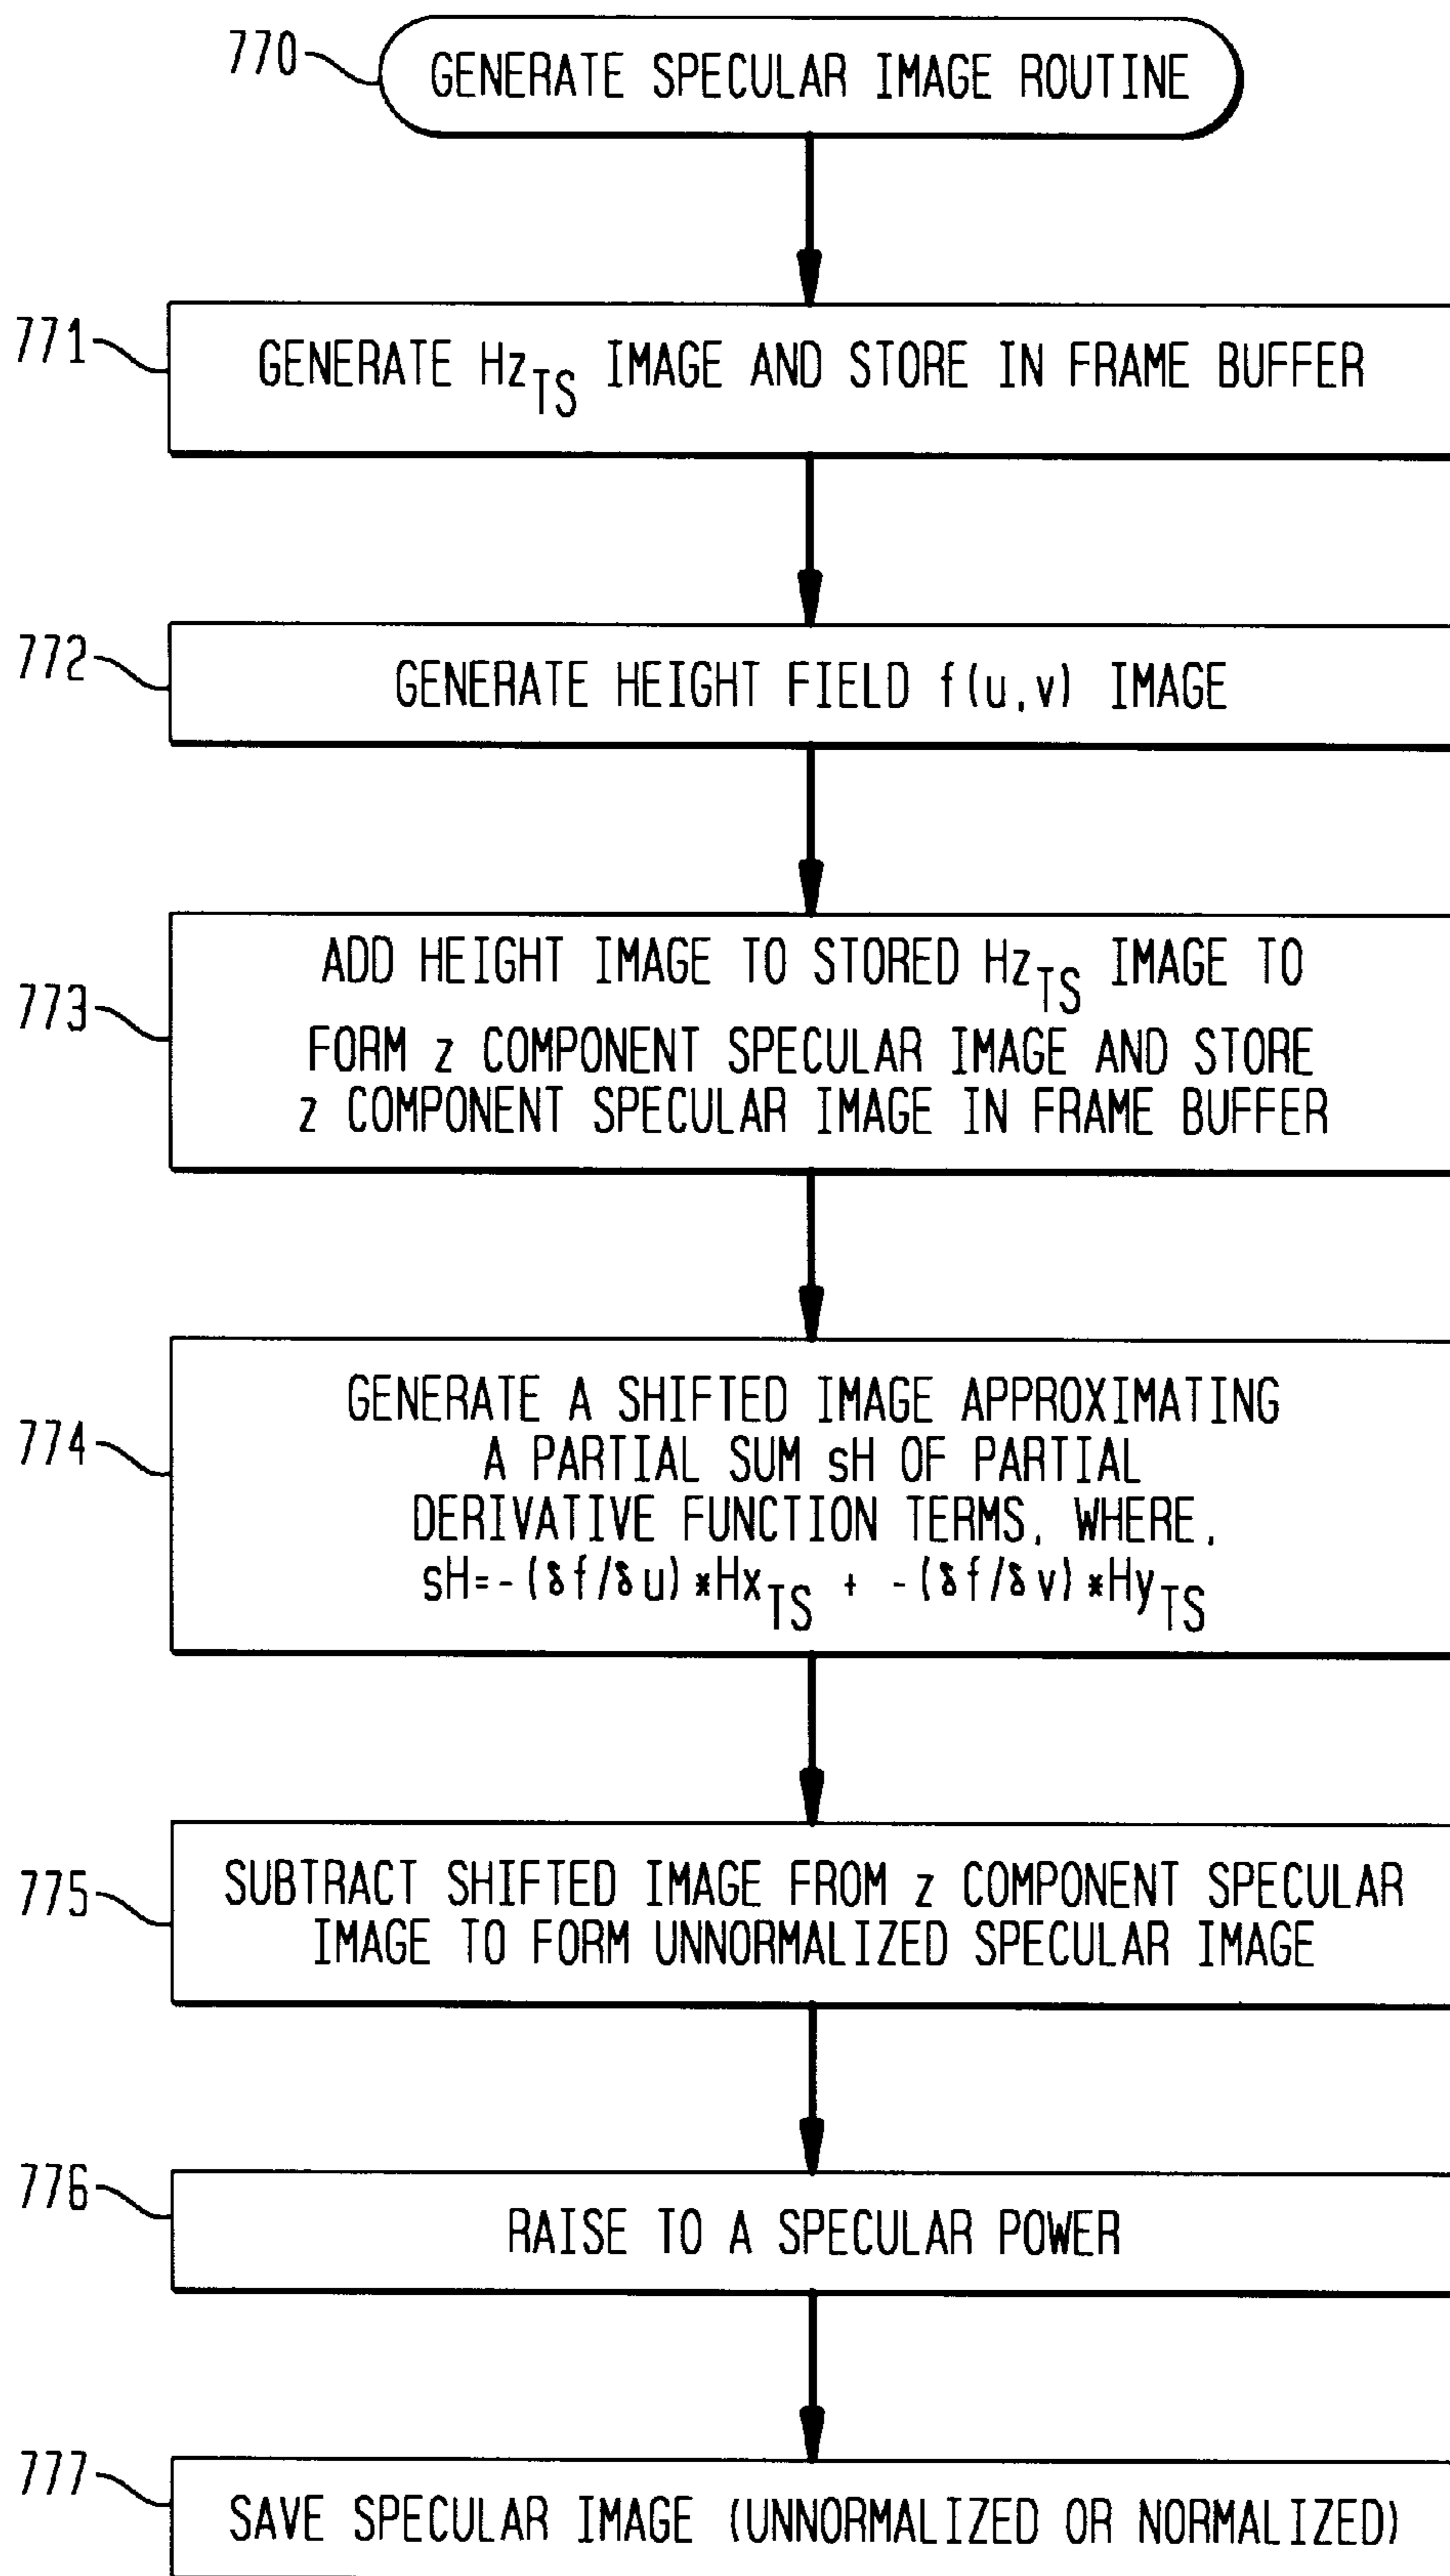 770
GENERATE SPECULAR IMAGE ROUTINE
771
GENERATE Hz_TS IMAGE AND STORE IN FRAME BUFFER
772
GENERATE HEIGHT FIELD f(u,v) IMAGE
773
ADD HEIGHT IMAGE TO STORED Hz_TS IMAGE TO
FORM z COMPONENT SPECULAR IMAGE AND STORE
z COMPONENT SPECULAR IMAGE IN FRAME BUFFER
774
GENERATE A SHIFTED IMAGE APPROXIMATING
A PARTIAL SUM sH OF PARTIAL
DERIVATIVE FUNCTION TERMS, WHERE,
sH=-(δf/δu)*Hx_TS + -(δf/δv)*Hy_TS
775
SUBTRACT SHIFTED IMAGE FROM z COMPONENT SPECULAR
IMAGE TO FORM UNNORMALIZED SPECULAR IMAGE
776
RAISE TO A SPECULAR POWER
777
SAVE SPECULAR IMAGE (UNNORMALIZED OR NORMALIZED)